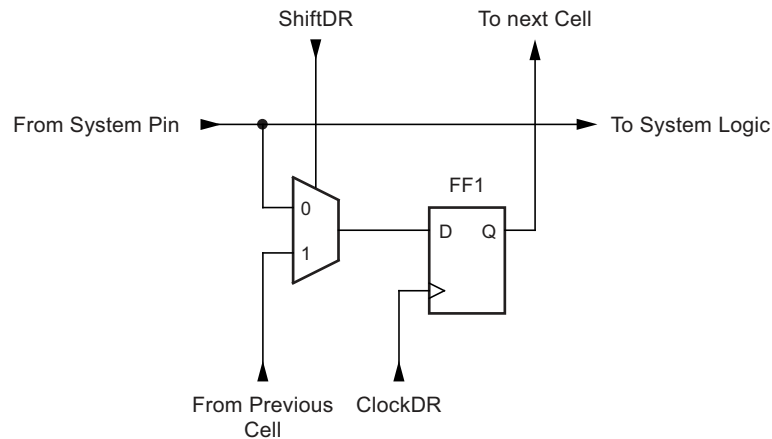 ShiftDR
To next Cell
From System Pin
To System Logic
FF1
0
D
Q
1
From Previous
Cell
ClockDR